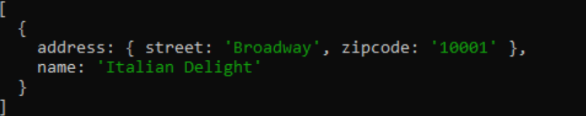 [
  {
    address: { street: 'Broadway', zipcode: '10001' },
    name: 'Italian Delight'
  }
]